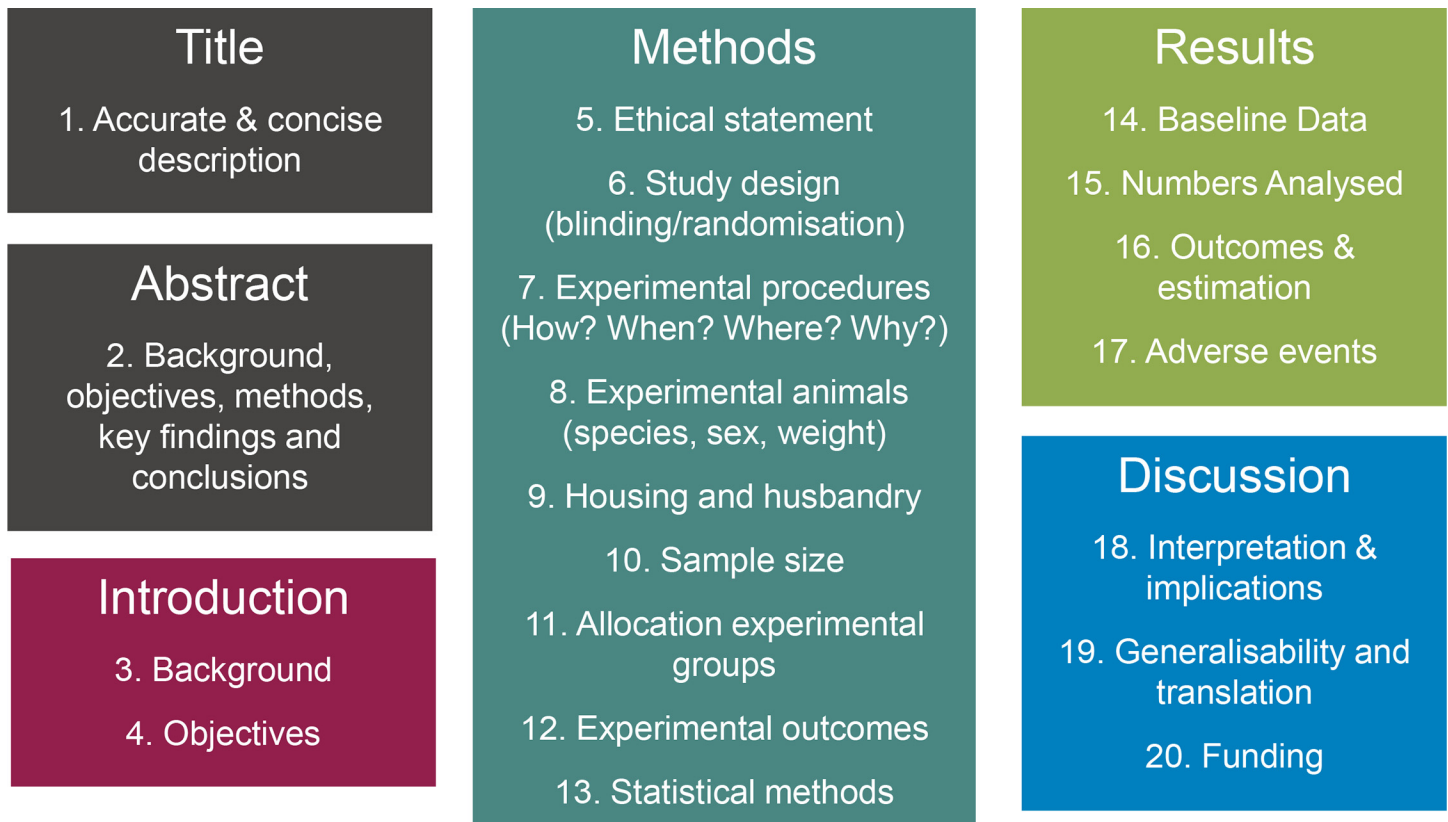 Title
1. Accurate & concise
description
Abstract
2. Background,
objectives, methods,
key findings and
conclusions
Introduction
3. Background
4. Objectives
Methods
5. Ethical statement
6. Study design
(blinding/randomisation)
7. Experimental procedures
(How? When? Where? Why?)
8. Experimental animals
(species, sex, weight)
9. Housing and husbandry
10. Sample size
11. Allocation experimental
groups
12. Experimental outcomes
13. Statistical methods
Results
14. Baseline Data
15. Numbers Analysed
16. Outcomes &
estimation
17. Adverse events
Discussion
18. Interpretation &
implications
19. Generalisability and
translation
20. Funding